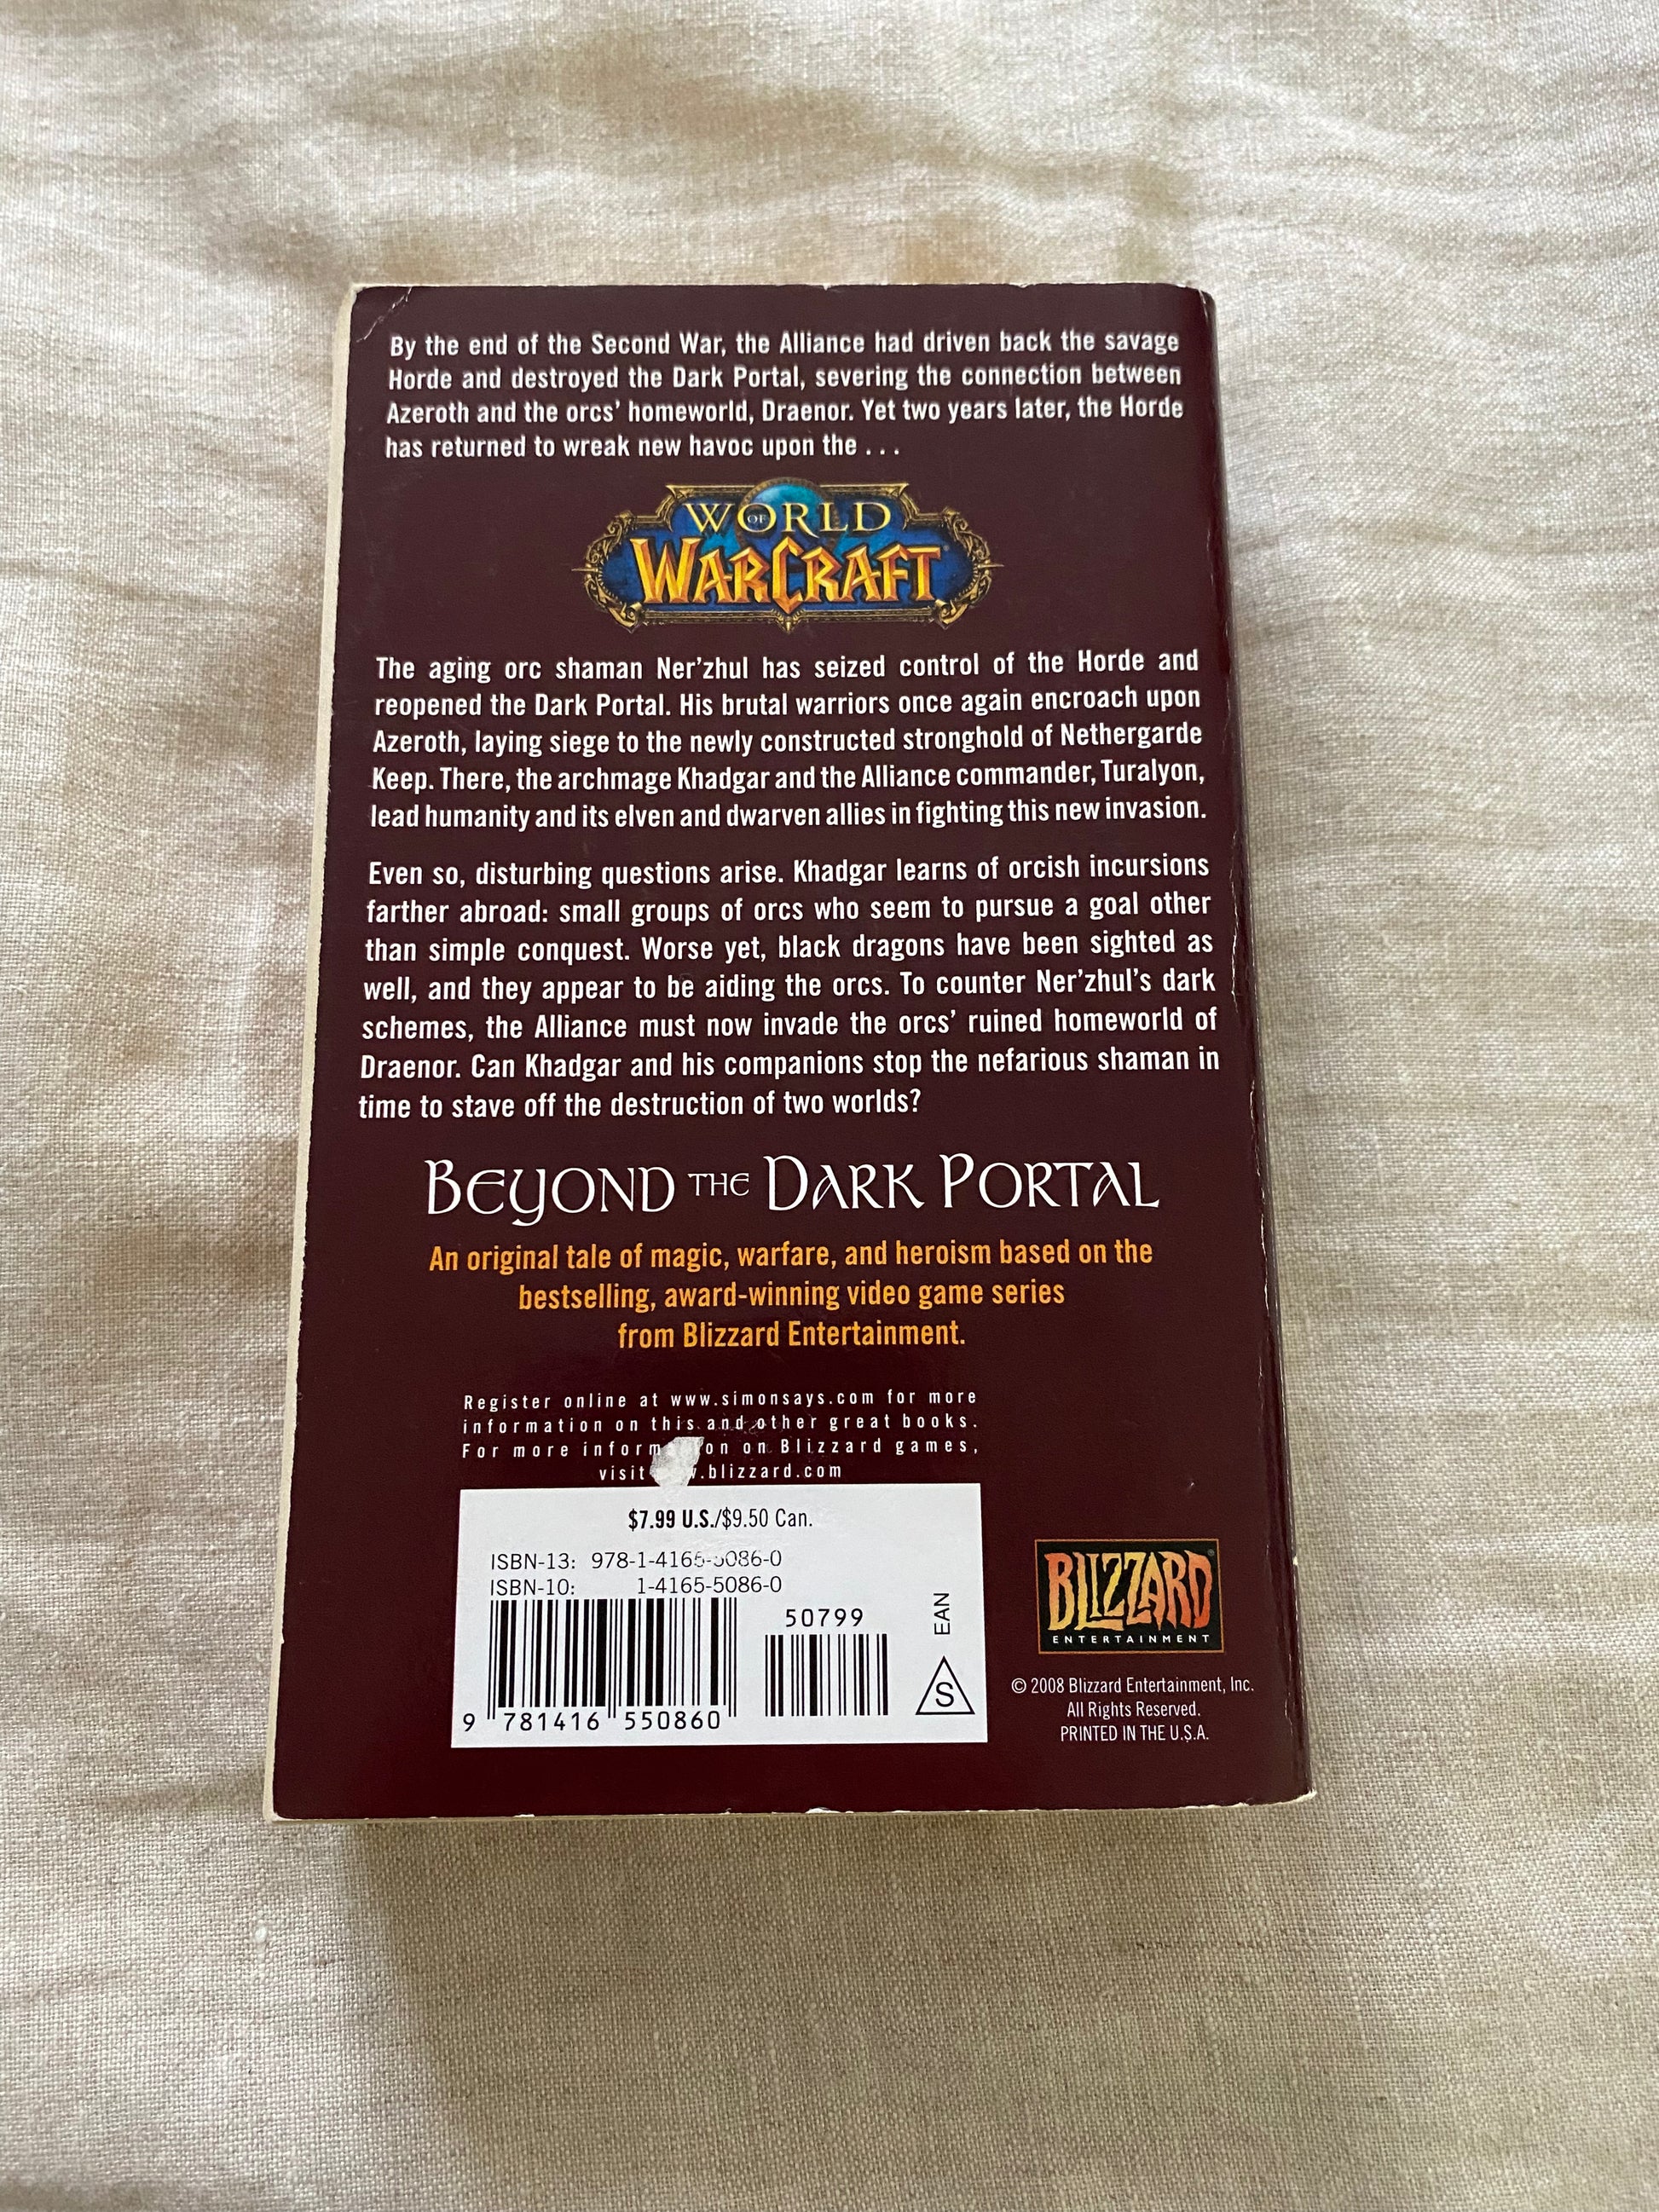 By the end of the Second War, the Alliance had driven back the savage
Horde and destroyed the Dark Portal, severing the connection between
Azeroth and the orcs’ homeworld, Draenor. Yet two years later, the Horde
has returned to wreak new havoc upon the . . .
WORLD OF
WARCRAFT
The aging orc shaman Ner’zhul has seized control of the Horde and
reopened the Dark Portal. His brutal warriors once again encroach upon
Azeroth, laying siege to the newly constructed stronghold of Nethergarde
Keep. There, the archmage Khadgar and the Alliance commander, Turalyon,
lead humanity and its elven and dwarven allies in fighting this new invasion.
Even so, disturbing questions arise. Khadgar learns of orcish incursions
farther abroad: small groups of orcs who seem to pursue a goal other
than simple conquest. Worse yet, black dragons have been sighted as
well, and they appear to be aiding the orcs. To counter Ner’zhul’s dark
schemes, the Alliance must now invade the orcs’ ruined homeworld of
Draenor. Can Khadgar and his companions stop the nefarious shaman in
time to stave off the destruction of two worlds?
BEYOND THE DARK PORTAL
An original tale of magic, warfare, and heroism based on the
bestselling, award-winning video game series
from Blizzard Entertainment.
Register online at www.simonsays.com for more
information on this and other great books.
For more on Blizzard games,
visit .blizzard.com
$7.99 U.S./$9.50 Can.
ISBN-13: 978-1-4165-5086-0
ISBN-10: 1-4165-5086-0
50799
EAN
S
9 781416 550860
BLIZZARD
ENTERTAINMENT
© 2008 Blizzard Entertainment, Inc.
All Rights Reserved.
PRINTED IN THE U.S.A.